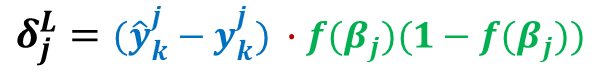 δ_j^L = (ŷ_k^j − y_k^j) · f(β_j)(1 − f(β_j))